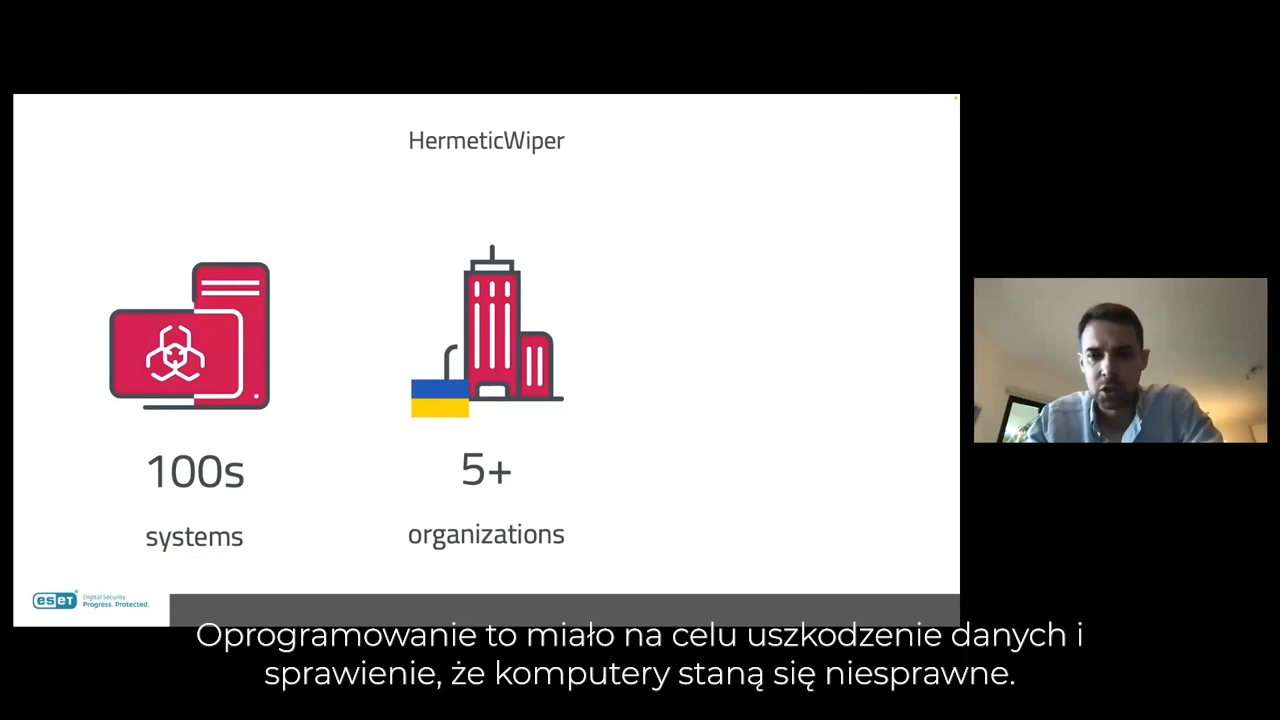 HermeticWiper
100s
5+
systems
organizations
eset
Digital Security
Progress. Protected.
Oprogramowanie to miało na celu uszkodzenie danych i
sprawienie, że komputery staną się niesprawne.